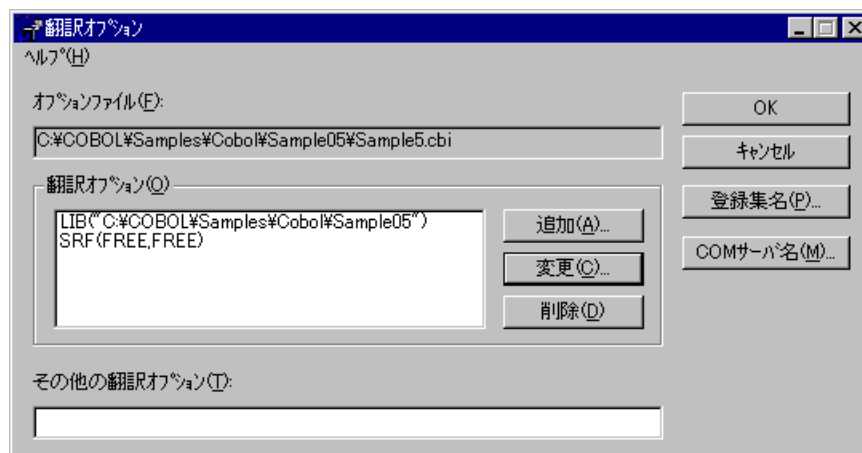 翻訳オプション
ヘルプ(H)
オプションファイル(F):
C:¥COBOL¥Samples¥Cobol¥Sample05¥Sample5.cbi
翻訳オプション(O)
LIB("C:¥COBOL¥Samples¥Cobol¥Sample05")
SRF(FREE,FREE)
追加(A)...
変更(C)...
削除(D)
その他の翻訳オプション(T):
OK
キャンセル
登録集名(P)...
COMサーバ名(M)...